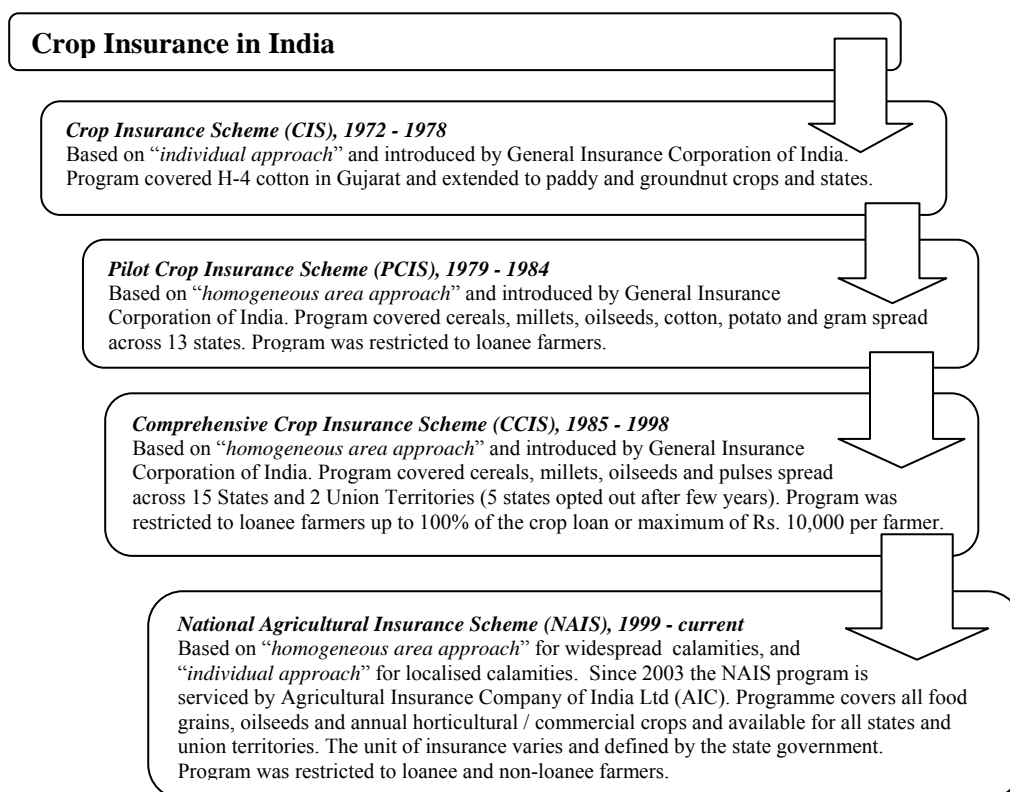 Crop Insurance in India
Crop Insurance Scheme (CIS), 1972 - 1978
Based on “individual approach” and introduced by General Insurance Corporation of India.
Program covered H-4 cotton in Gujarat and extended to paddy and groundnut crops and states.
Pilot Crop Insurance Scheme (PCIS), 1979 - 1984
Based on “homogeneous area approach” and introduced by General Insurance
Corporation of India. Program covered cereals, millets, oilseeds, cotton, potato and gram spread
across 13 states. Program was restricted to loanee farmers.
Comprehensive Crop Insurance Scheme (CCIS), 1985 - 1998
Based on “homogeneous area approach” and introduced by General Insurance
Corporation of India. Program covered cereals, millets, oilseeds and pulses spread
across 15 States and 2 Union Territories (5 states opted out after few years). Program was
restricted to loanee farmers up to 100% of the crop loan or maximum of Rs. 10,000 per farmer.
National Agricultural Insurance Scheme (NAIS), 1999 - current
Based on “homogeneous area approach” for widespread calamities, and
“individual approach” for localised calamities. Since 2003 the NAIS program is
serviced by Agricultural Insurance Company of India Ltd (AIC). Programme covers all food
grains, oilseeds and annual horticultural / commercial crops and available for all states and
union territories. The unit of insurance varies and defined by the state government.
Program was restricted to loanee and non-loanee farmers.